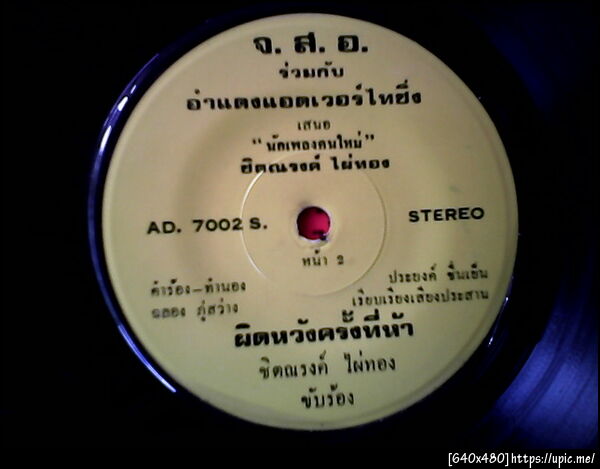 จ. ส. อ.
ร่วมกับ
อำแดงแอดเวอร์ไทซิ่ง
เสนอ
"นักเพลงคนใหม่"
ชิตณรงค์ ไผ่ทอง
AD. 7002 S.
STEREO
หน้า 2
คำร้อง-ทำนอง
ฉลอง ภู่สว่าง
ประยงค์ ชื่นเย็น
เรียบเรียงเสียงประสาน
ผิดหวังครั้งที่ห้า
ชิตณรงค์ ไผ่ทอง
ขับร้อง
[640x480]https://upic.me/